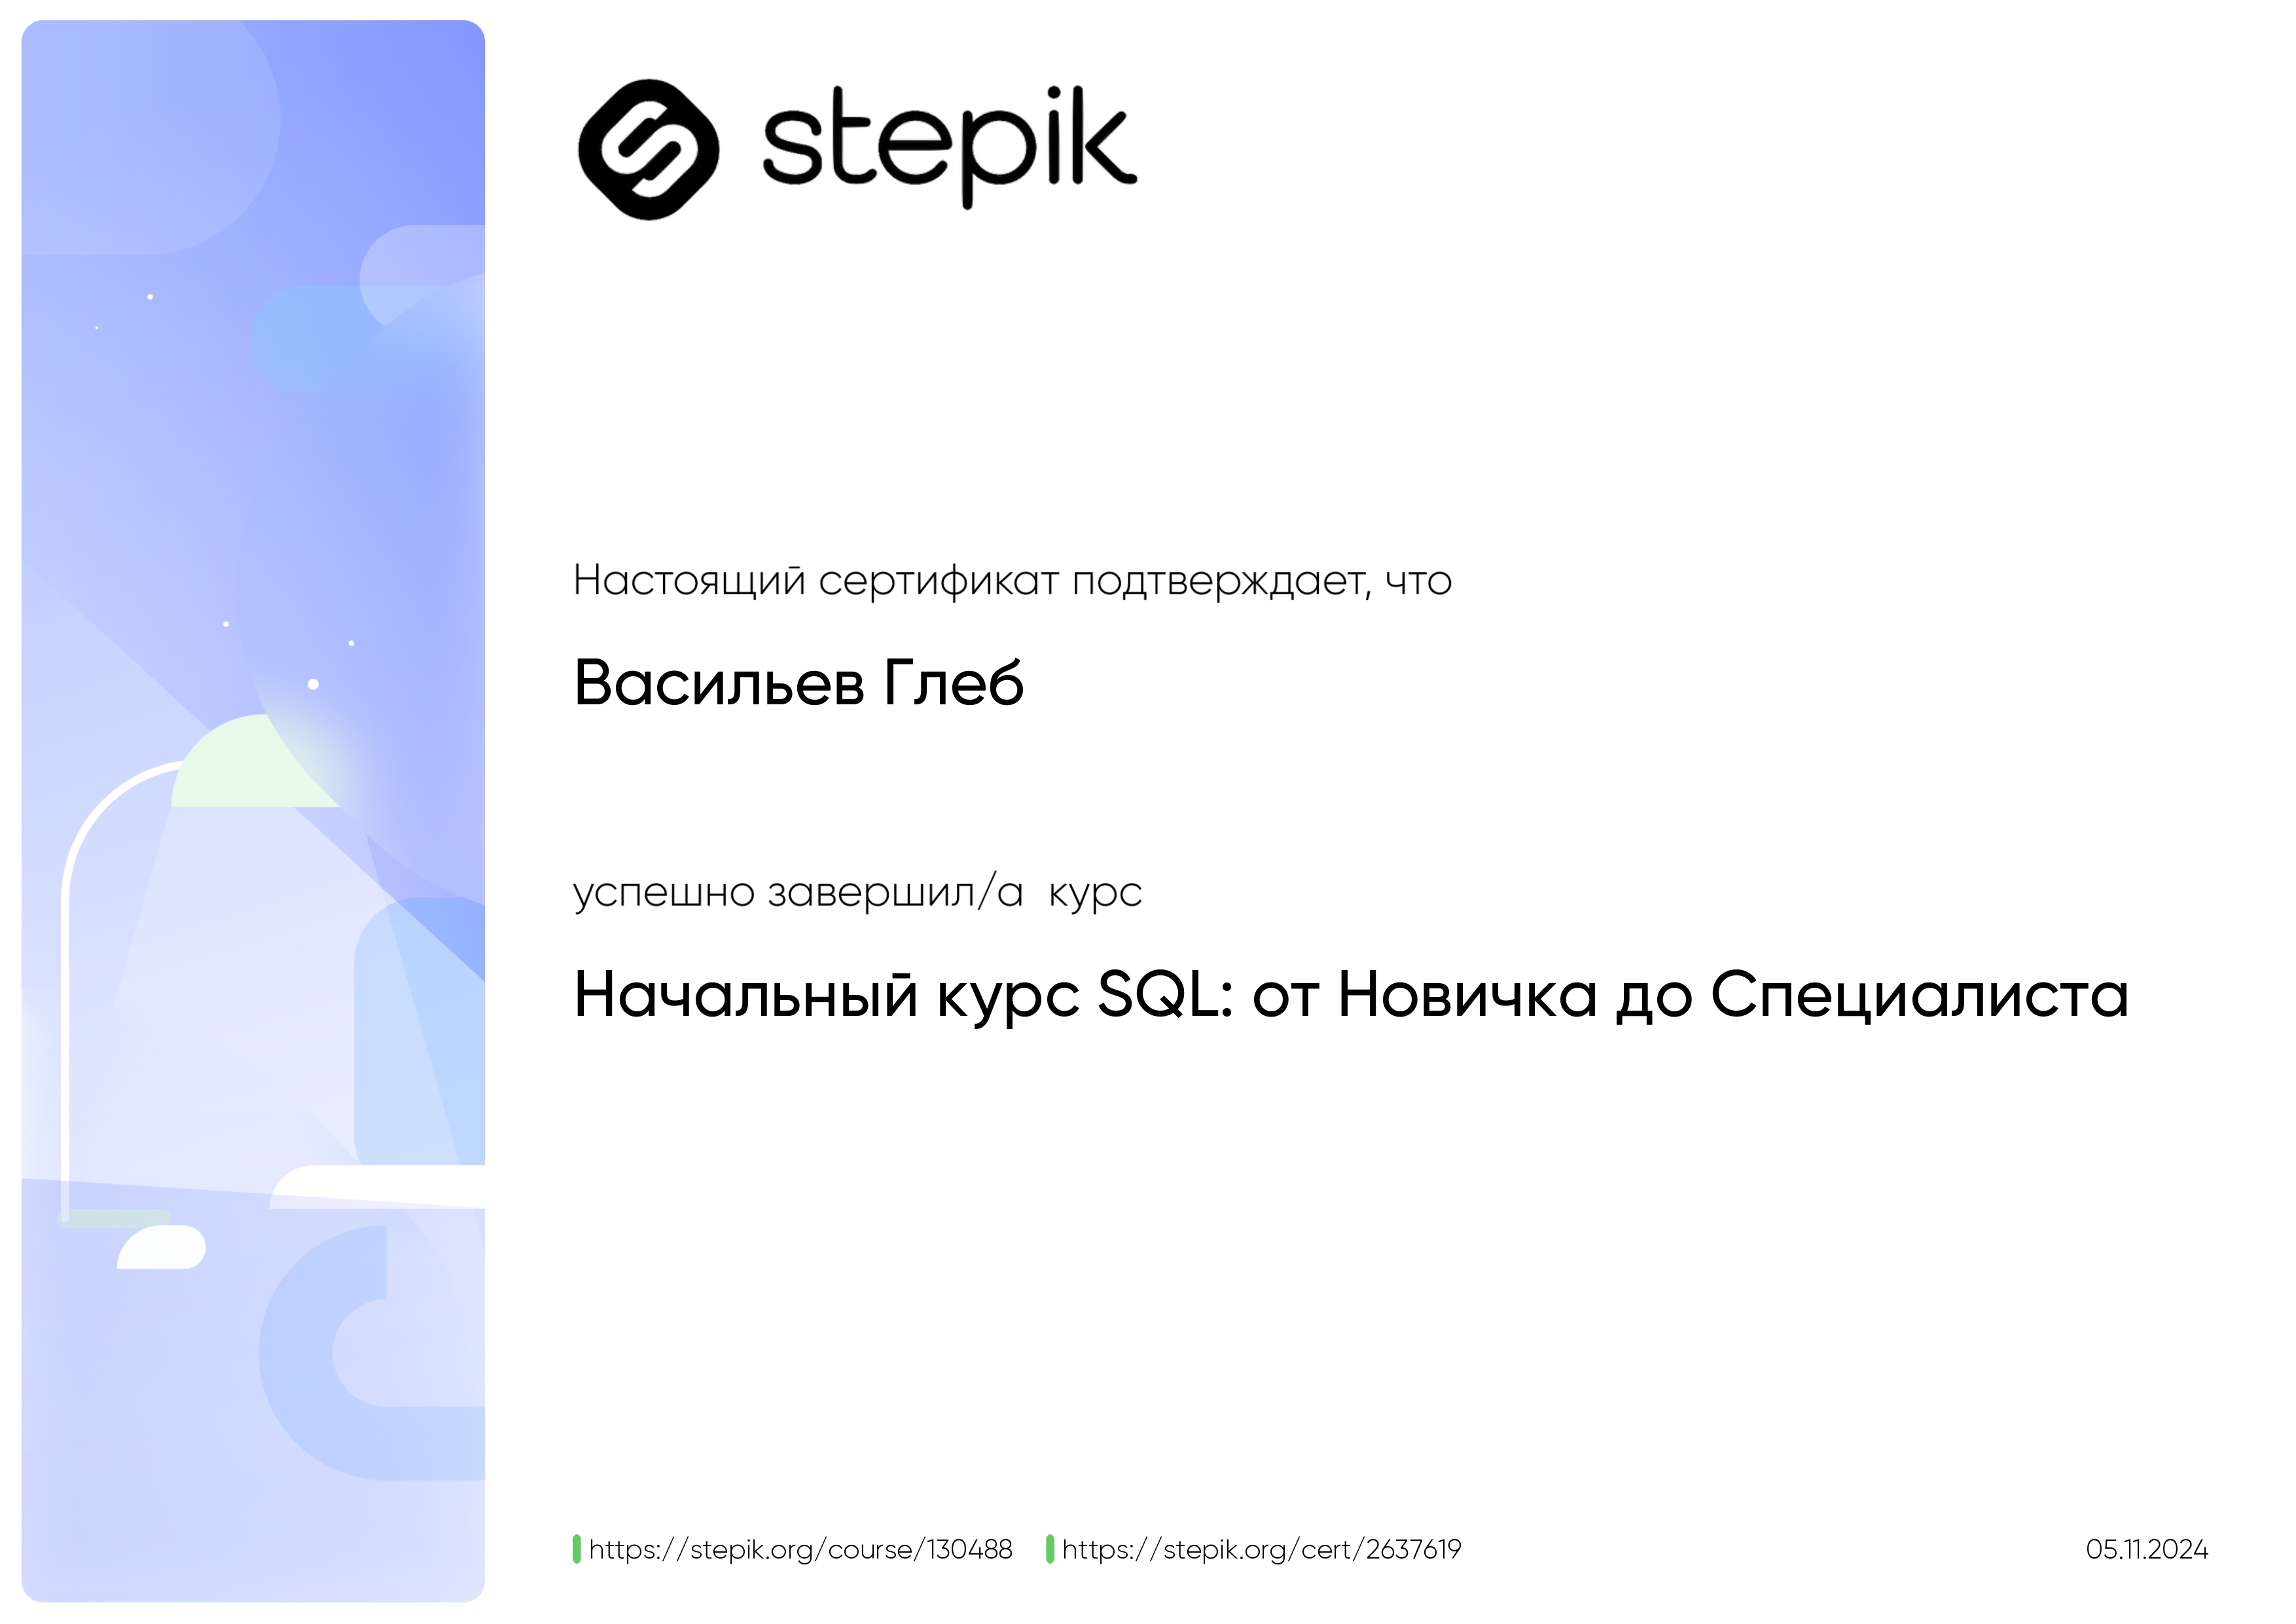 stepik
Настоящий сертификат подтверждает, что
Васильев Глеб
успешно завершил/а курс
Начальный курс SQL: от Новичка до Специалиста
https://stepik.org/course/130488 https://stepik.org/cert/2637619 05.11.2024